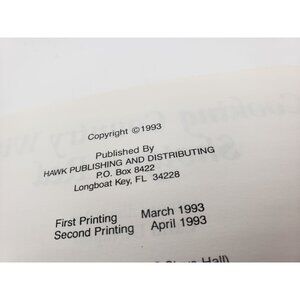 Copyright ©1993
Published By
HAWK PUBLISHING AND DISTRIBUTING
P.O. Box 8422
Longboat Key, FL 34228
First Printing March 1993
Second Printing April 1993
Hall)